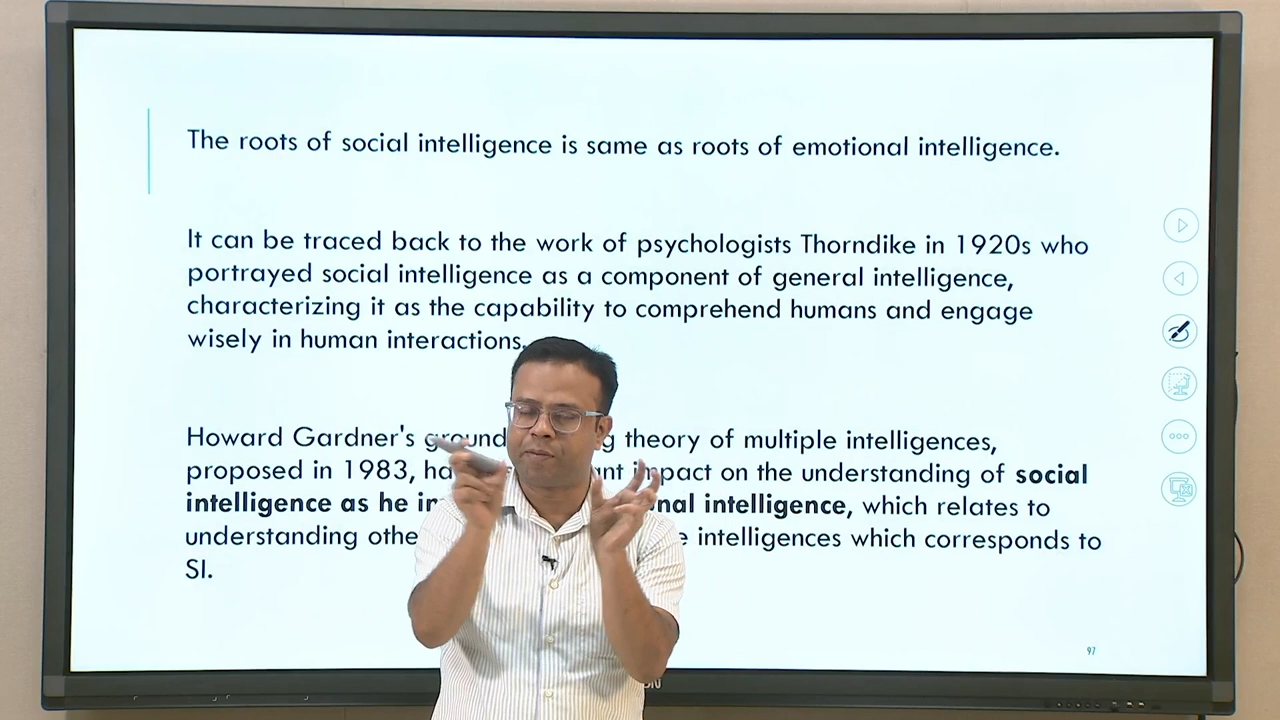 The roots of social intelligence is same as roots of emotional intelligence.
It can be traced back to the work of psychologists Thorndike in 1920s who
portrayed social intelligence as a component of general intelligence,
characterizing it as the capability to comprehend humans and engage
wisely in human interactions.
Howard Gardner's theory of multiple intelligences,
proposed in 1983, impact on the understanding of social
intelligence as he intelligence, which relates to
understanding intelligences which corresponds to
SI.
97